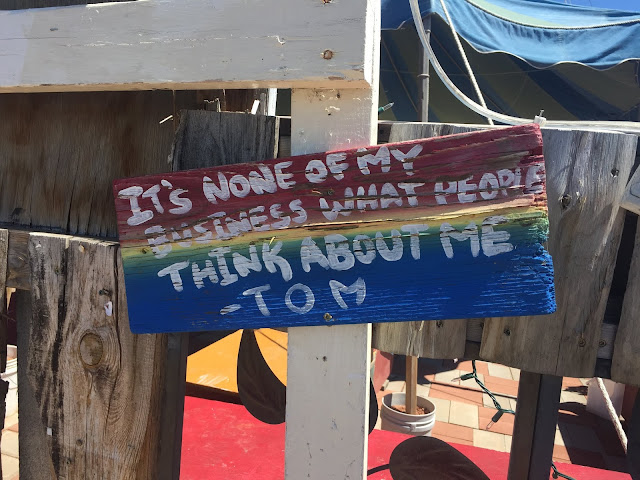 IT'S NONE OF MY
BUSINESS WHAT PEOPLE
THINK ABOUT ME
-TOM